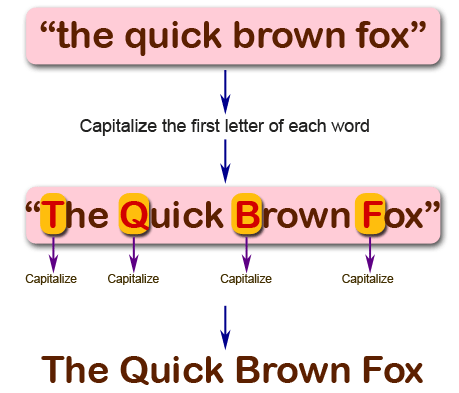 “the quick brown fox”
Capitalize the first letter of each word
“The Quick Brown Fox”
Capitalize Capitalize Capitalize Capitalize
The Quick Brown Fox